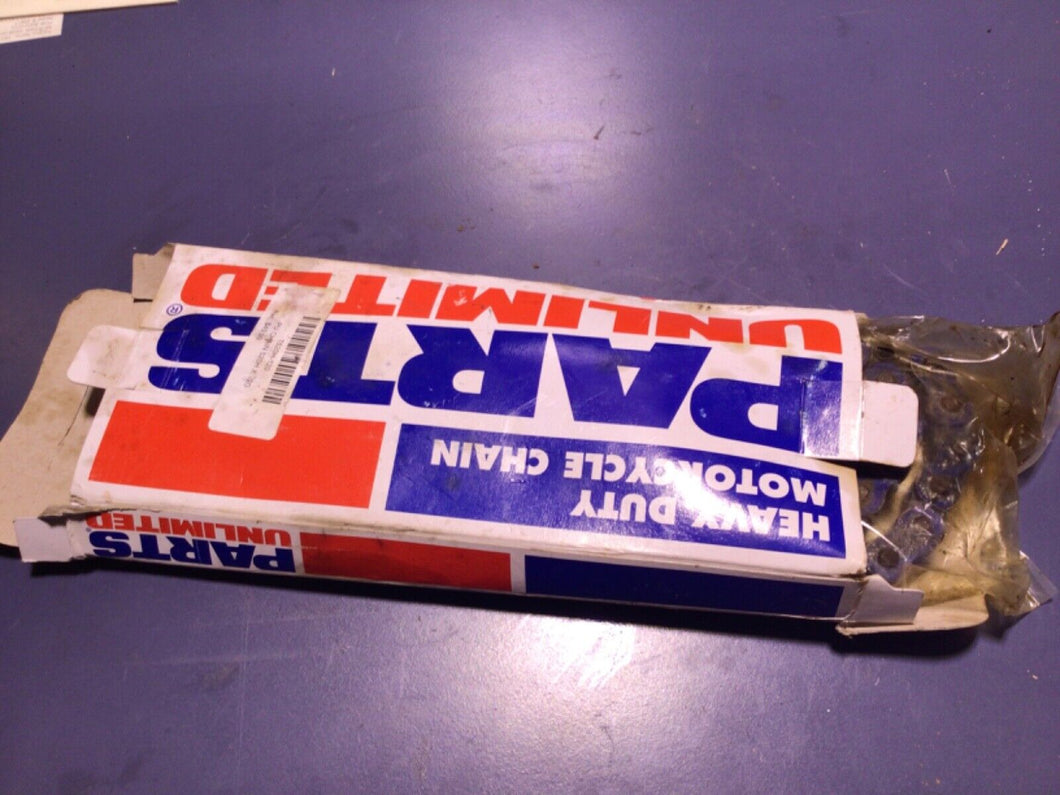 PARTS
UNLIMITED®
HEAVY DUTY
MOTORCYCLE CHAIN
PARTS
UNLIMITED